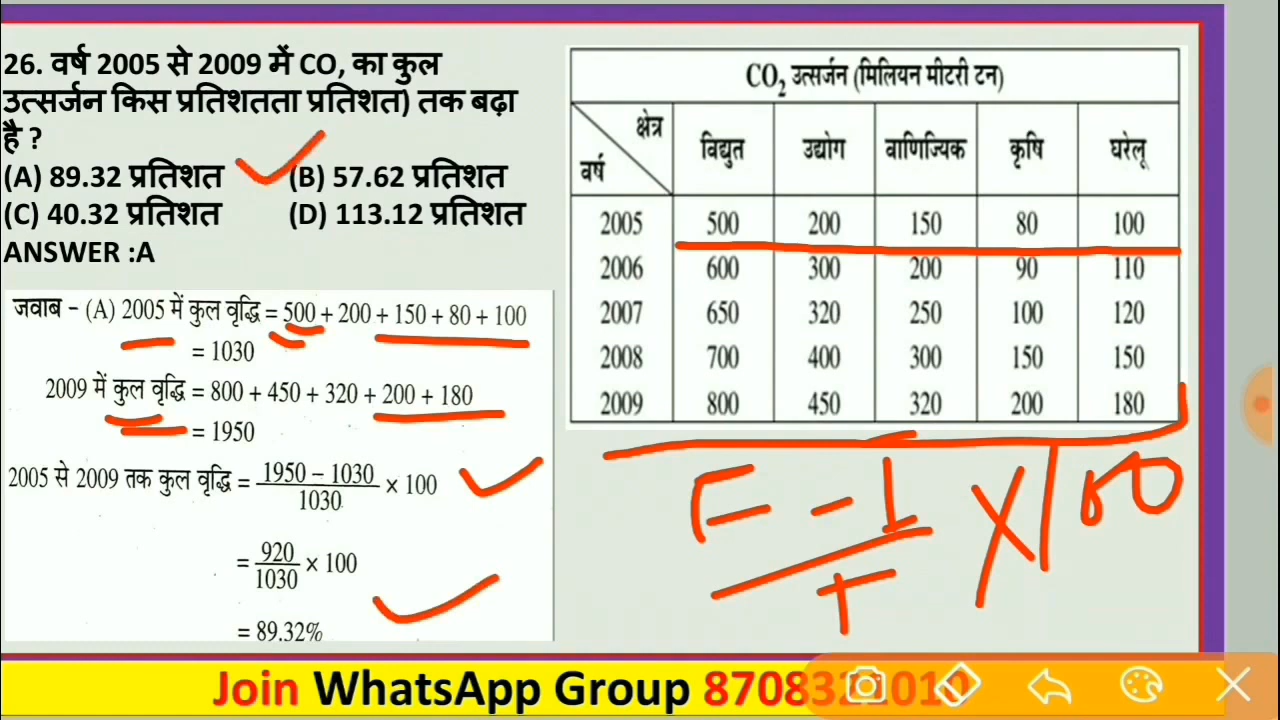 26. वर्ष 2005 से 2009 में CO, का कुल
उत्सर्जन किस प्रतिशतता प्रतिशत) तक बढ़ा
है ?
(A) 89.32 प्रतिशत (B) 57.62 प्रतिशत
(C) 40.32 प्रतिशत (D) 113.12 प्रतिशत
ANSWER :A
जवाब – (A) 2005 में कुल वृद्धि = 500 + 200 + 150 + 80 + 100
= 1030
2009 में कुल वृद्धि = 800 + 450 + 320 + 200 + 180
= 1950
2005 से 2009 तक कुल वृद्धि = 1950 – 1030 / 1030 × 100
= 920 / 1030 × 100
= 89.32%
CO₂ उत्सर्जन (मिलियन मीटरी टन)
क्षेत्र
वर्ष
विद्युत उद्योग वाणिज्यिक कृषि घरेलू
2005 500 200 150 80 100
2006 600 300 200 90 110
2007 650 320 250 100 120
2008 700 400 300 150 150
2009 800 450 320 200 180
F – I
I
× 100
Join WhatsApp Group 8708321010